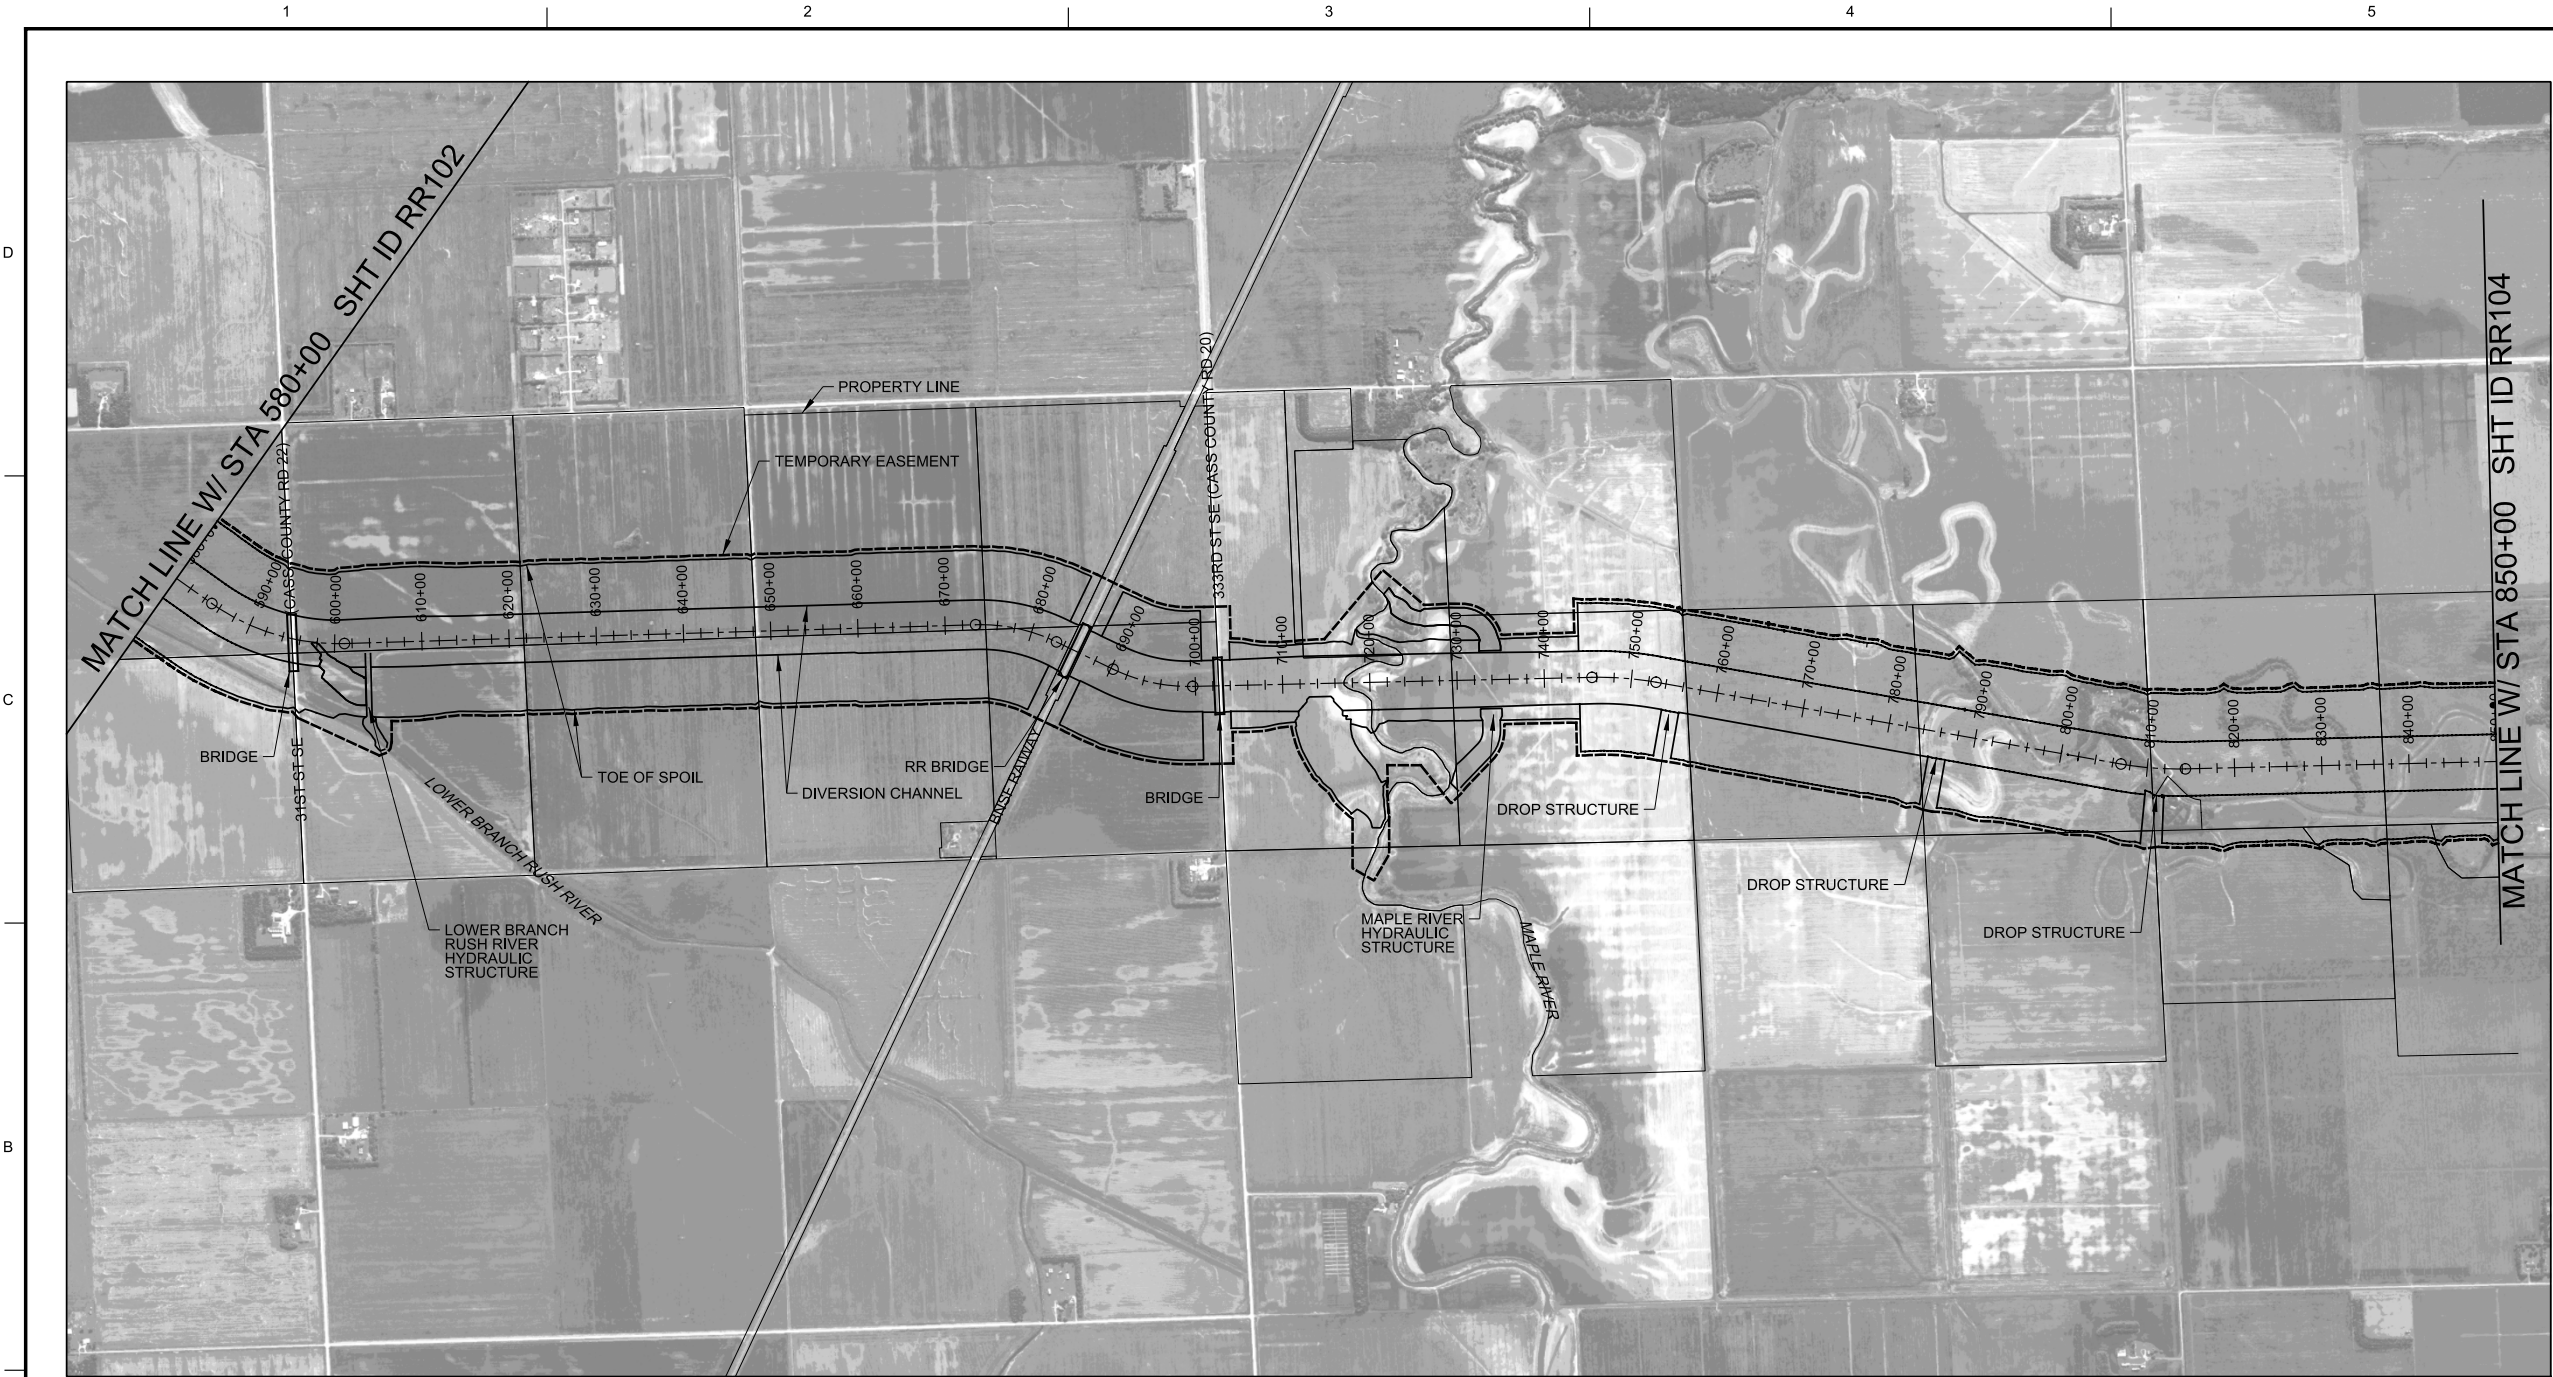 1
2
3
4
5
D
C
B
MATCH LINE W/ STA 580+00 SHT ID RR102
MATCH LINE W/ STA 850+00 SHT ID RR104
PROPERTY LINE
TEMPORARY EASEMENT
(CASS COUNTY RD 22)
31ST ST SE
333RD ST SE (CASS COUNTY RD 20)
590+00
600+00
610+00
620+00
630+00
640+00
650+00
660+00
670+00
680+00
690+00
700+00
710+00
720+00
730+00
740+00
750+00
760+00
770+00
780+00
790+00
800+00
810+00
820+00
830+00
840+00
BRIDGE
TOE OF SPOIL
RR BRIDGE
DIVERSION CHANNEL
BNSF RAIWAY
BRIDGE
DROP STRUCTURE
DROP STRUCTURE
DROP STRUCTURE
LOWER BRANCH RUSH RIVER
LOWER BRANCH
RUSH RIVER
HYDRAULIC
STRUCTURE
MAPLE RIVER
HYDRAULIC
STRUCTURE
MAPLE RIVER